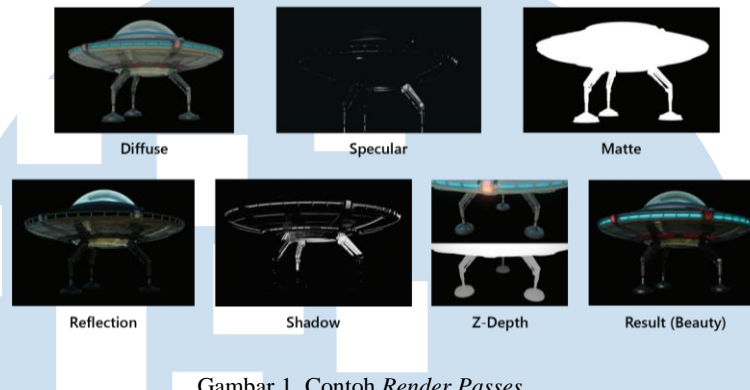 Diffuse Specular Matte
Reflection Shadow Z-Depth Result (Beauty)
Gambar 1. Contoh Render Passes